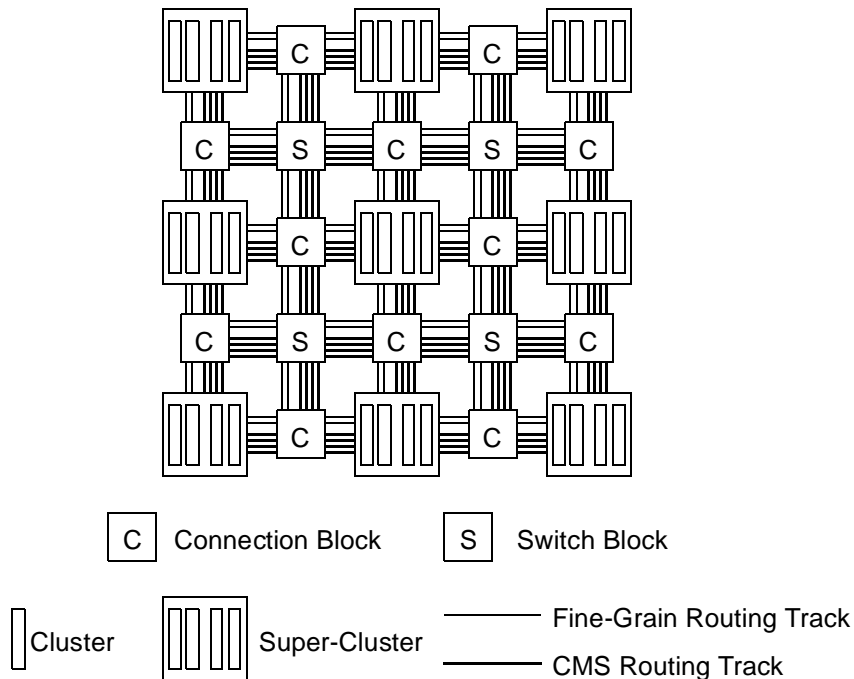 C C
C S C S C
C C
C S C S C
C C
C Connection Block S Switch Block
Cluster Super-Cluster Fine-Grain Routing Track
CMS Routing Track